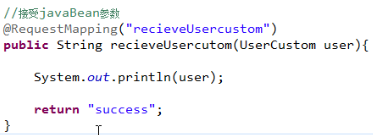 //接受javaBean参数
@RequestMapping("recieveUsercustom")
public String recieveUsercutom(UserCustom user){
System.out.println(user);
return "success";
}